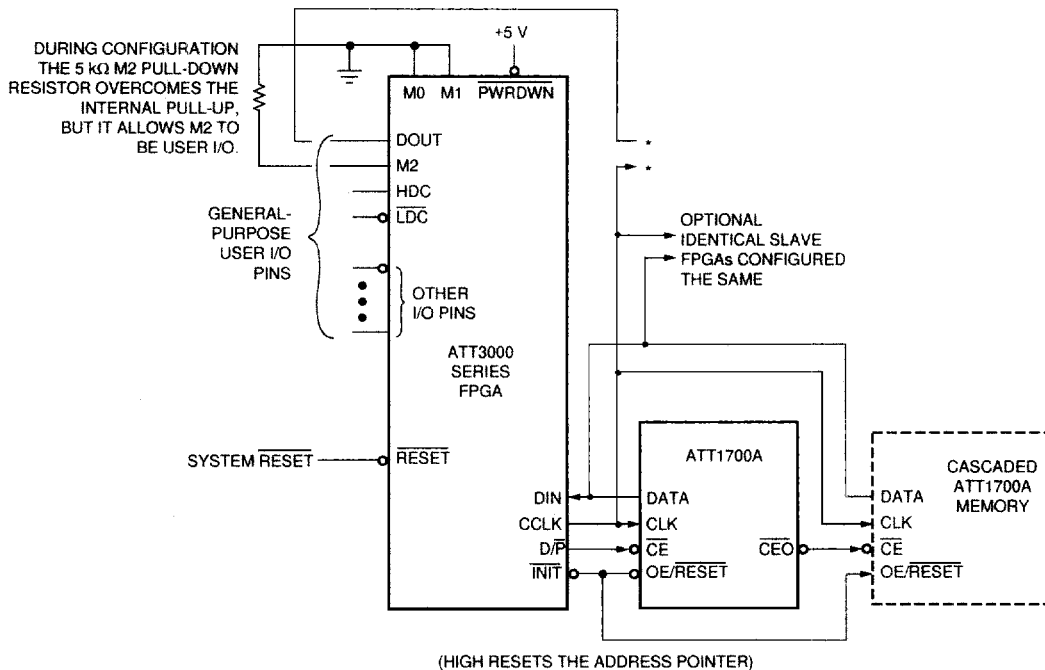 +5 V
DURING CONFIGURATION
THE 5 kΩ M2 PULL-DOWN
RESISTOR OVERCOMES THE
INTERNAL PULL-UP,
BUT IT ALLOWS M2 TO
BE USER I/O.
M0 M1 PWRDWN
DOUT
M2
HDC
LDC
GENERAL-
PURPOSE
USER I/O
PINS
OTHER
I/O PINS
*
*
OPTIONAL
IDENTICAL SLAVE
FPGAs CONFIGURED
THE SAME
ATT3000
SERIES
FPGA
SYSTEM RESET
RESET
DIN
CCLK
D/P
INIT
ATT1700A
DATA
CLK
CE
OE/RESET
CEO
CASCADED
ATT1700A
MEMORY
DATA
CLK
CE
OE/RESET
(HIGH RESETS THE ADDRESS POINTER)